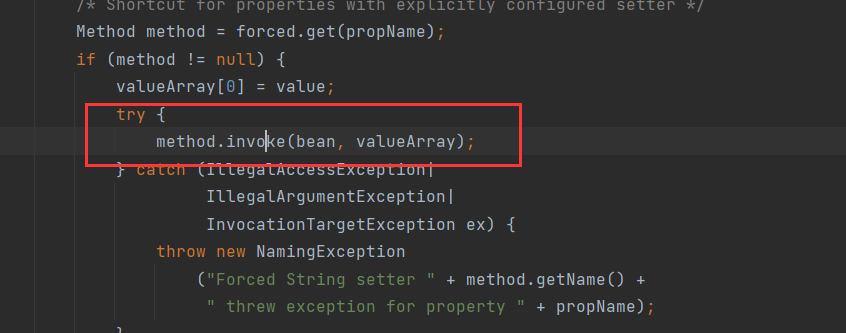 /* Shortcut for properties with explicitly configured setter */
Method method = forced.get(propName);
if (method != null) {
valueArray[0] = value;
try {
method.invoke(bean, valueArray);
} catch (IllegalAccessException|
IllegalArgumentException|
InvocationTargetException ex) {
throw new NamingException
("Forced String setter " + method.getName() +
" threw exception for property " + propName);
}